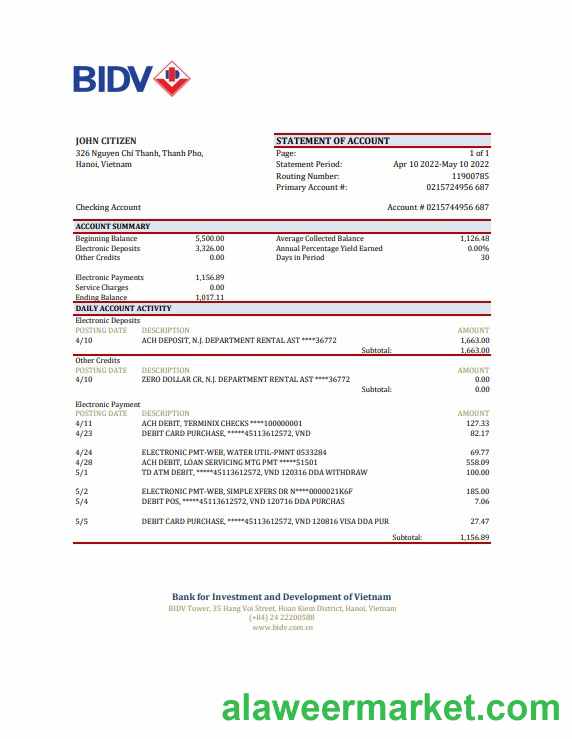 BIDV
JOHN CITIZEN
326 Nguyen Chi Thanh, Thanh Pho,
Hanoi, Vietnam
STATEMENT OF ACCOUNT
Page: 1 of 1
Statement Period: Apr 10 2022-May 10 2022
Routing Number: 11900785
Primary Account #: 0215724956 687
Checking Account Account # 0215744956 687
ACCOUNT SUMMARY
Beginning Balance 5,500.00 Average Collected Balance 1,126.48
Electronic Deposits 3,326.00 Annual Percentage Yield Earned 0.00%
Other Credits 0.00 Days in Period 30
Electronic Payments 1,156.89
Service Charges 0.00
Ending Balance 1,017.11
DAILY ACCOUNT ACTIVITY
Electronic Deposits
POSTING DATE DESCRIPTION AMOUNT
4/10 ACH DEPOSIT, N.J. DEPARTMENT RENTAL AST ****36772 1,663.00
Subtotal: 1,663.00
Other Credits
POSTING DATE DESCRIPTION AMOUNT
4/10 ZERO DOLLAR CR, N.J. DEPARTMENT RENTAL AST ****36772 0.00
Subtotal: 0.00
Electronic Payment
POSTING DATE DESCRIPTION AMOUNT
4/11 ACH DEBIT, TERMINIX CHECKS ****100000001 127.33
4/23 DEBIT CARD PURCHASE, *****45113612572, VND 82.17
4/24 ELECTRONIC PMT-WEB, WATER UTIL-PMNT 0533284 69.77
4/28 ACH DEBIT, LOAN SERVICING MTG PMT *****51501 558.09
5/1 TD ATM DEBIT, *****45113612572, VND 120316 DDA WITHDRAW 100.00
5/2 ELECTRONIC PMT-WEB, SIMPLE XFERS DR N****0000021K6F 185.00
5/4 DEBIT POS, *****45113612572, VND 120716 DDA PURCHAS 7.06
5/5 DEBIT CARD PURCHASE, *****45113612572, VND 120816 VISA DDA PUR 27.47
Subtotal: 1,156.89
Bank for Investment and Development of Vietnam
BIDV Tower, 35 Hang Voi Street, Hoan Kiem District, Hanoi, Vietnam
(+84) 24 22200588
www.bidv.com.vn
alaweermarket.com